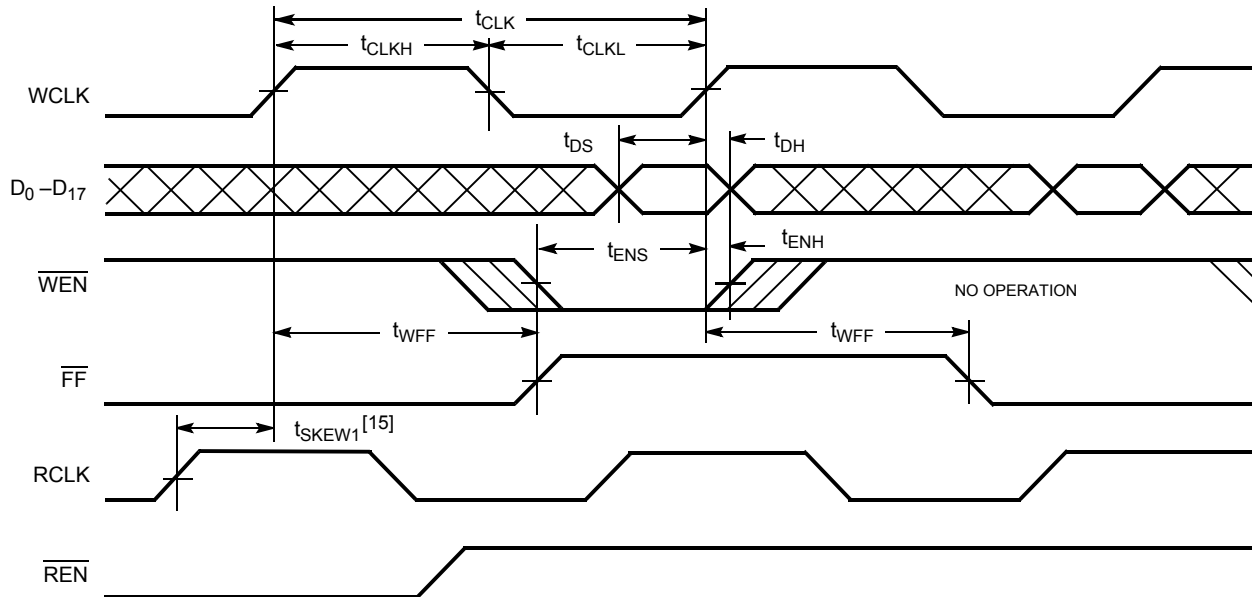 tCLK
tCLKH tCLKL
WCLK
tDS tDH
D0 –D17
tENS tENH
WEN
NO OPERATION
tWFF tWFF
FF
tSKEW1[15]
RCLK
REN